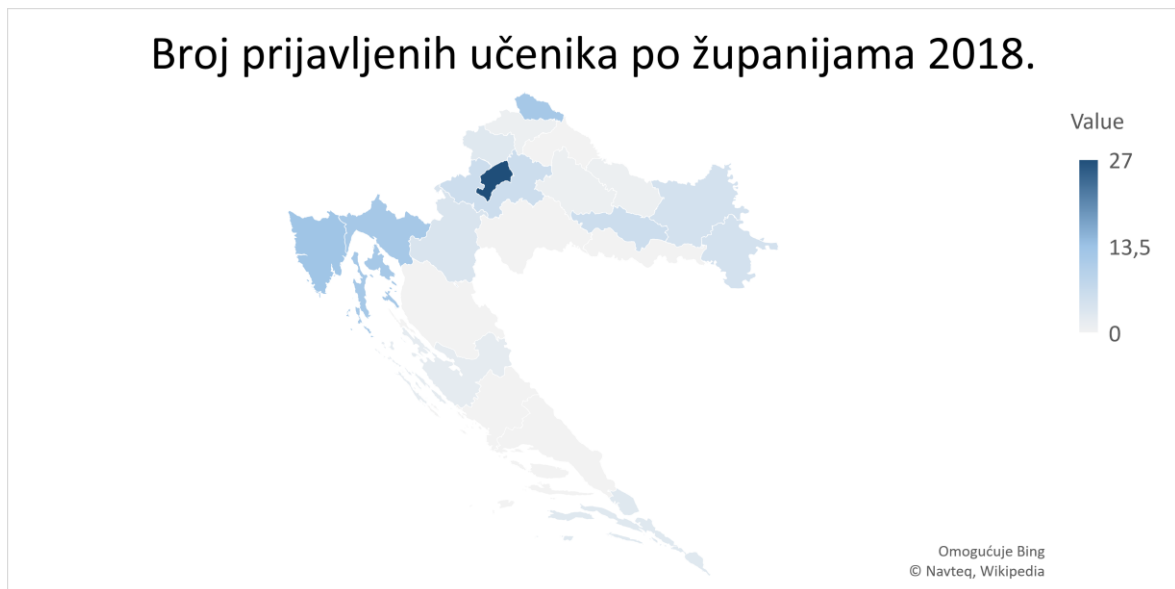 Broj prijavljenih učenika po županijama 2018.
Value
27
13,5
0
Omogućuje Bing
© Navteq, Wikipedia